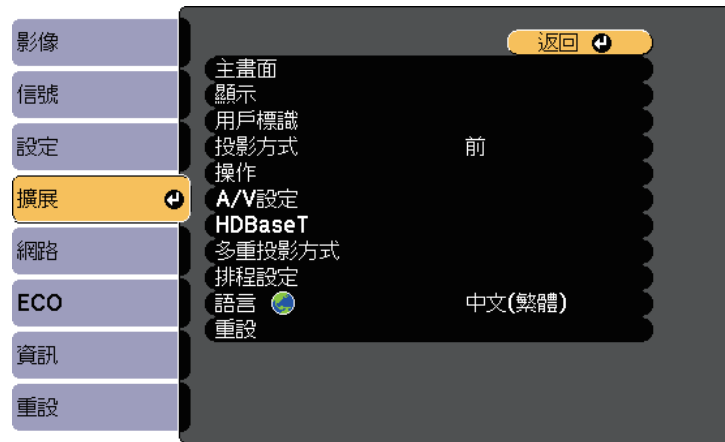 影像
信號
設定
擴展
網路
ECO
資訊
重設
返回
主畫面
顯示
用戶標識
投影方式 前
操作
A/V設定
HDBaseT
多重投影方式
排程設定
語言 中文(繁體)
重設